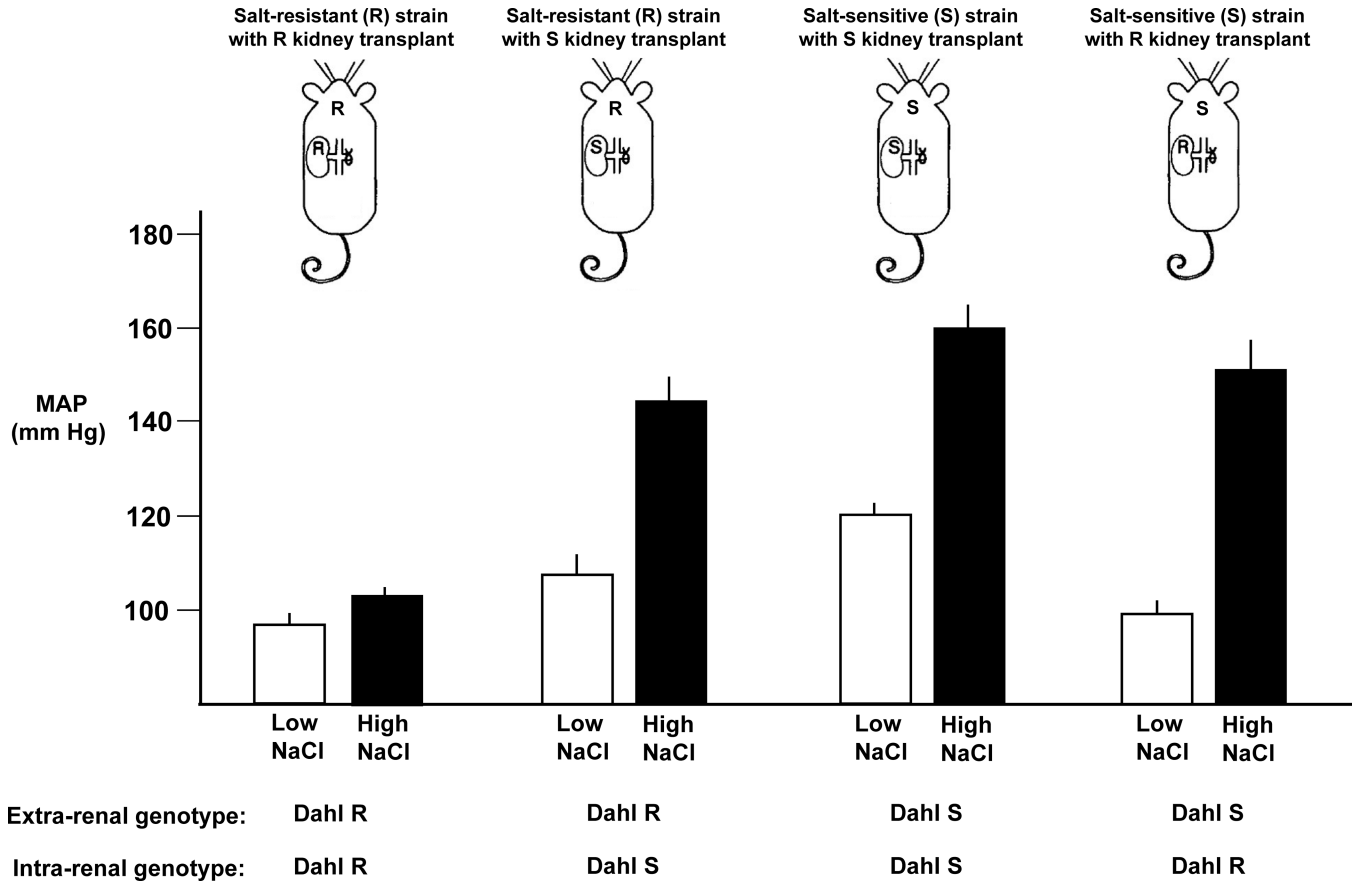 Salt-resistant (R) strain
with R kidney transplant
Salt-resistant (R) strain
with S kidney transplant
Salt-sensitive (S) strain
with S kidney transplant
Salt-sensitive (S) strain
with R kidney transplant
R
R
R
S
S
S
S
R
180
160
140
120
100
MAP
(mm Hg)
Low
NaCl
High
NaCl
Low
NaCl
High
NaCl
Low
NaCl
High
NaCl
Low
NaCl
High
NaCl
Extra-renal genotype: Dahl R Dahl R Dahl S Dahl S
Intra-renal genotype: Dahl R Dahl S Dahl S Dahl R